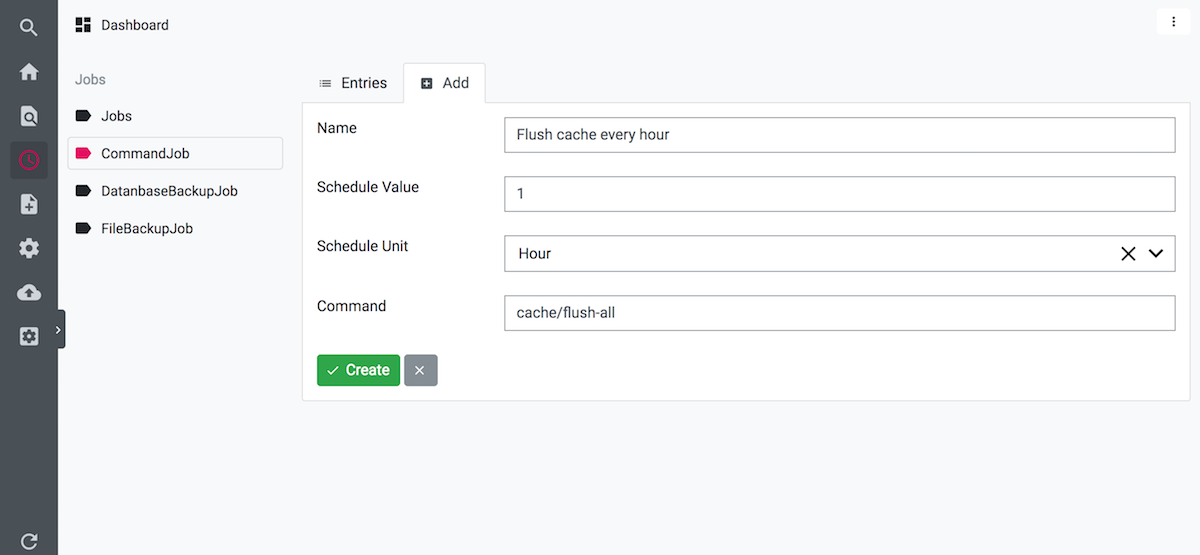 Dashboard
Jobs
Jobs
CommandJob
DatanbaseBackupJob
FileBackupJob
Entries
Add
Name
Flush cache every hour
Schedule Value
1
Schedule Unit
Hour
Command
cache/flush-all
Create